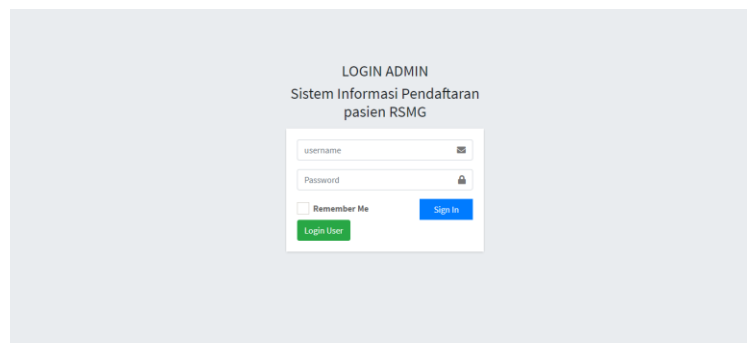 LOGIN ADMIN
Sistem Informasi Pendaftaran
pasien RSMG
username
Password
Remember Me
Sign In
Login User